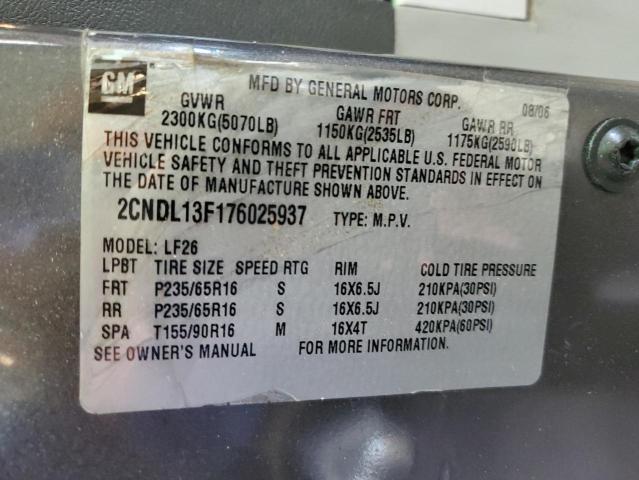 GM
MFD BY GENERAL MOTORS CORP. 08/06
GVWR GAWR FRT GAWR RR
2300KG(5070LB) 1150KG(2535LB) 1175KG(2590LB)
THIS VEHICLE CONFORMS TO ALL APPLICABLE U.S. FEDERAL MOTOR
VEHICLE SAFETY AND THEFT PREVENTION STANDARDS IN EFFECT ON
THE DATE OF MANUFACTURE SHOWN ABOVE.
2CNDL13F176025937 TYPE: M.P.V.
MODEL: LF26
LPBT TIRE SIZE SPEED RTG RIM COLD TIRE PRESSURE
FRT P235/65R16 S 16X6.5J 210KPA(30PSI)
RR P235/65R16 S 16X6.5J 210KPA(30PSI)
SPA T155/90R16 M 16X4T 420KPA(60PSI)
SEE OWNER'S MANUAL FOR MORE INFORMATION.